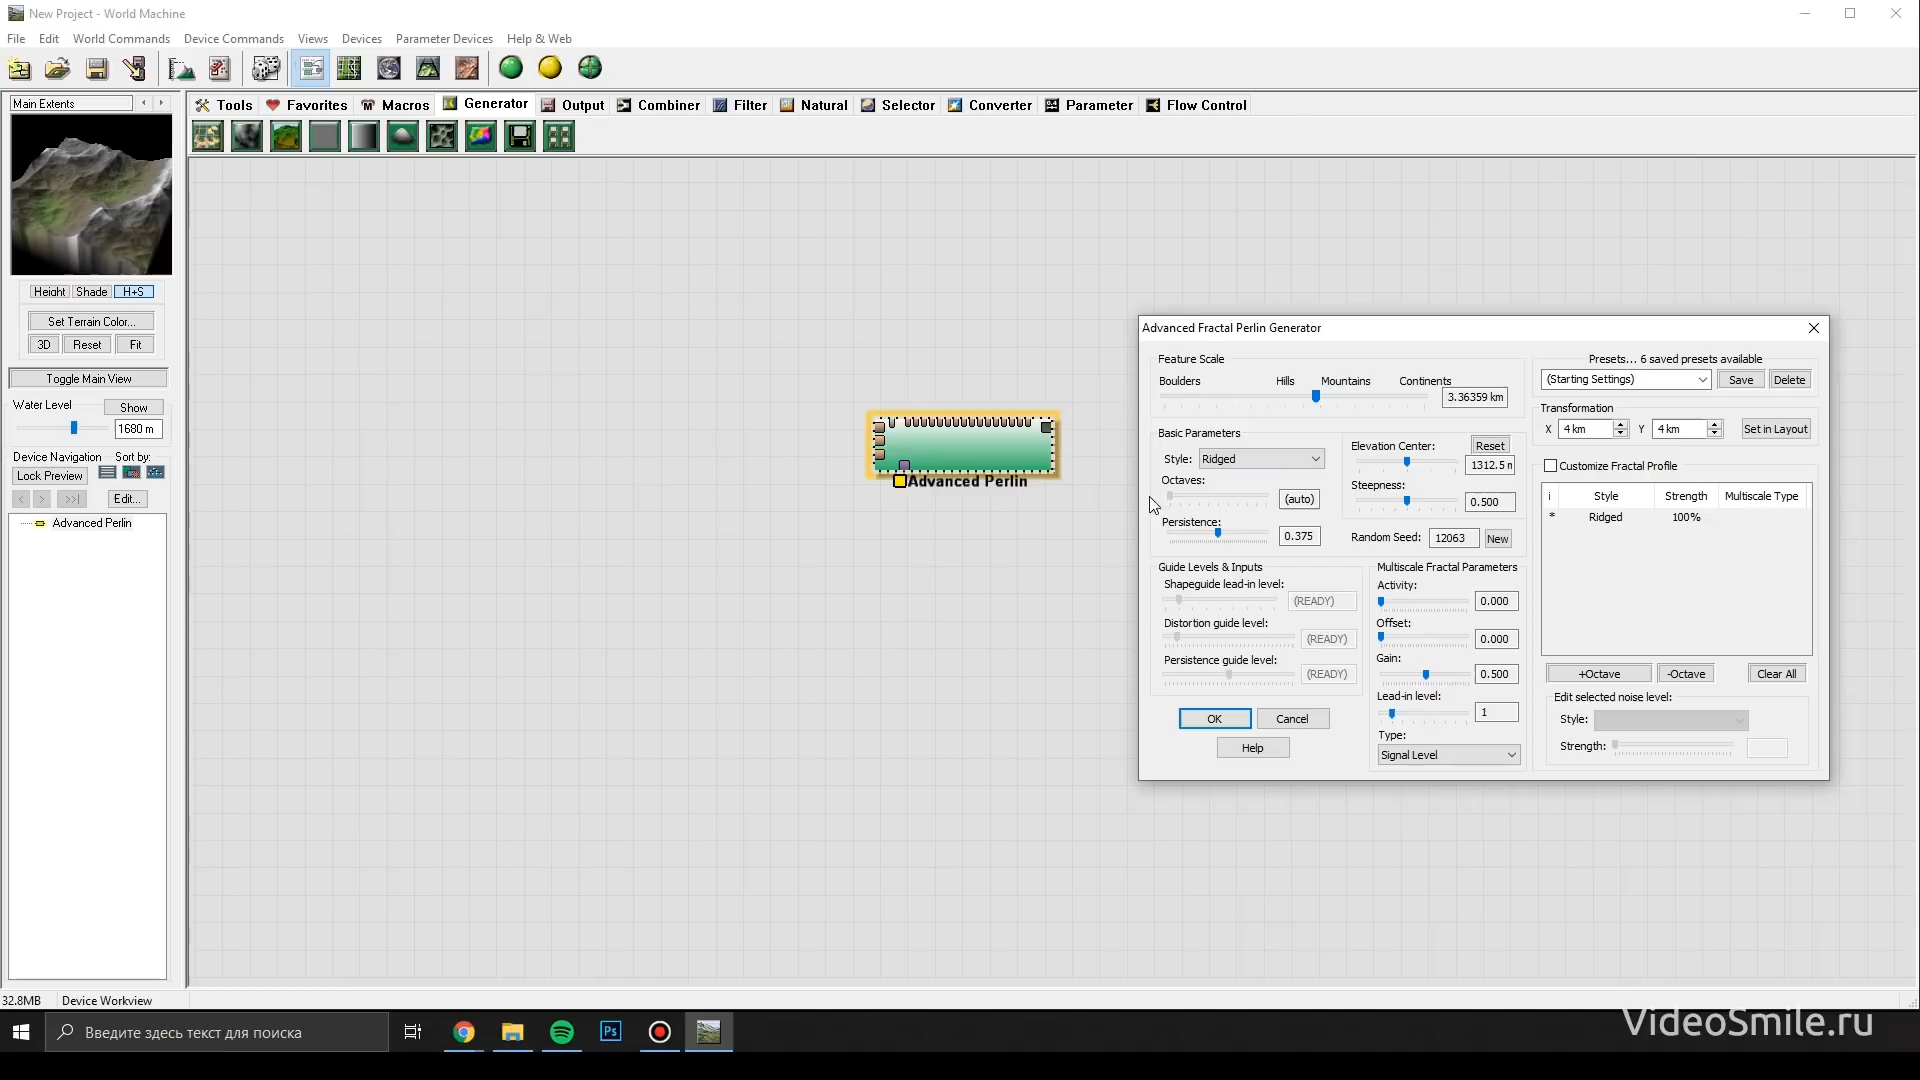 New Project - World Machine
File Edit World Commands Device Commands Views Devices Parameter Devices Help & Web
Main Extents
Tools Favorites Macros Generator Output Combiner Filter Natural Selector Converter Parameter Flow Control
Height Shade H+S
Set Terrain Color...
3D Reset Fit
Toggle Main View
Water Level Show
1680 m
Device Navigation Sort by:
Lock Preview
< > >>| Edit...
Advanced Perlin
Advanced Perlin
Advanced Fractal Perlin Generator
Feature Scale
Boulders Hills Mountains Continents
3.36359 km
Basic Parameters
Style: Ridged
Octaves: (auto)
Persistence: 0.375
Elevation Center: Reset
1312.5
Steepness:
0.500
Random Seed: 12063 New
Guide Levels & Inputs
Shapeguide lead-in level:
(READY)
Distortion guide level:
(READY)
Persistence guide level:
(READY)
OK Cancel
Help
Multiscale Fractal Parameters
Activity:
0.000
Offset:
0.000
Gain:
0.500
Lead-in level:
1
Type:
Signal Level
Presets... 6 saved presets available
(Starting Settings) Save Delete
Transformation
X 4 km Y 4 km Set in Layout
Customize Fractal Profile
i Style Strength Multiscale Type
* Ridged 100%
+Octave -Octave Clear All
Edit selected noise level:
Style:
Strength:
32.8MB Device Workview
Введите здесь текст для поиска
Ps
VideoSmile.ru